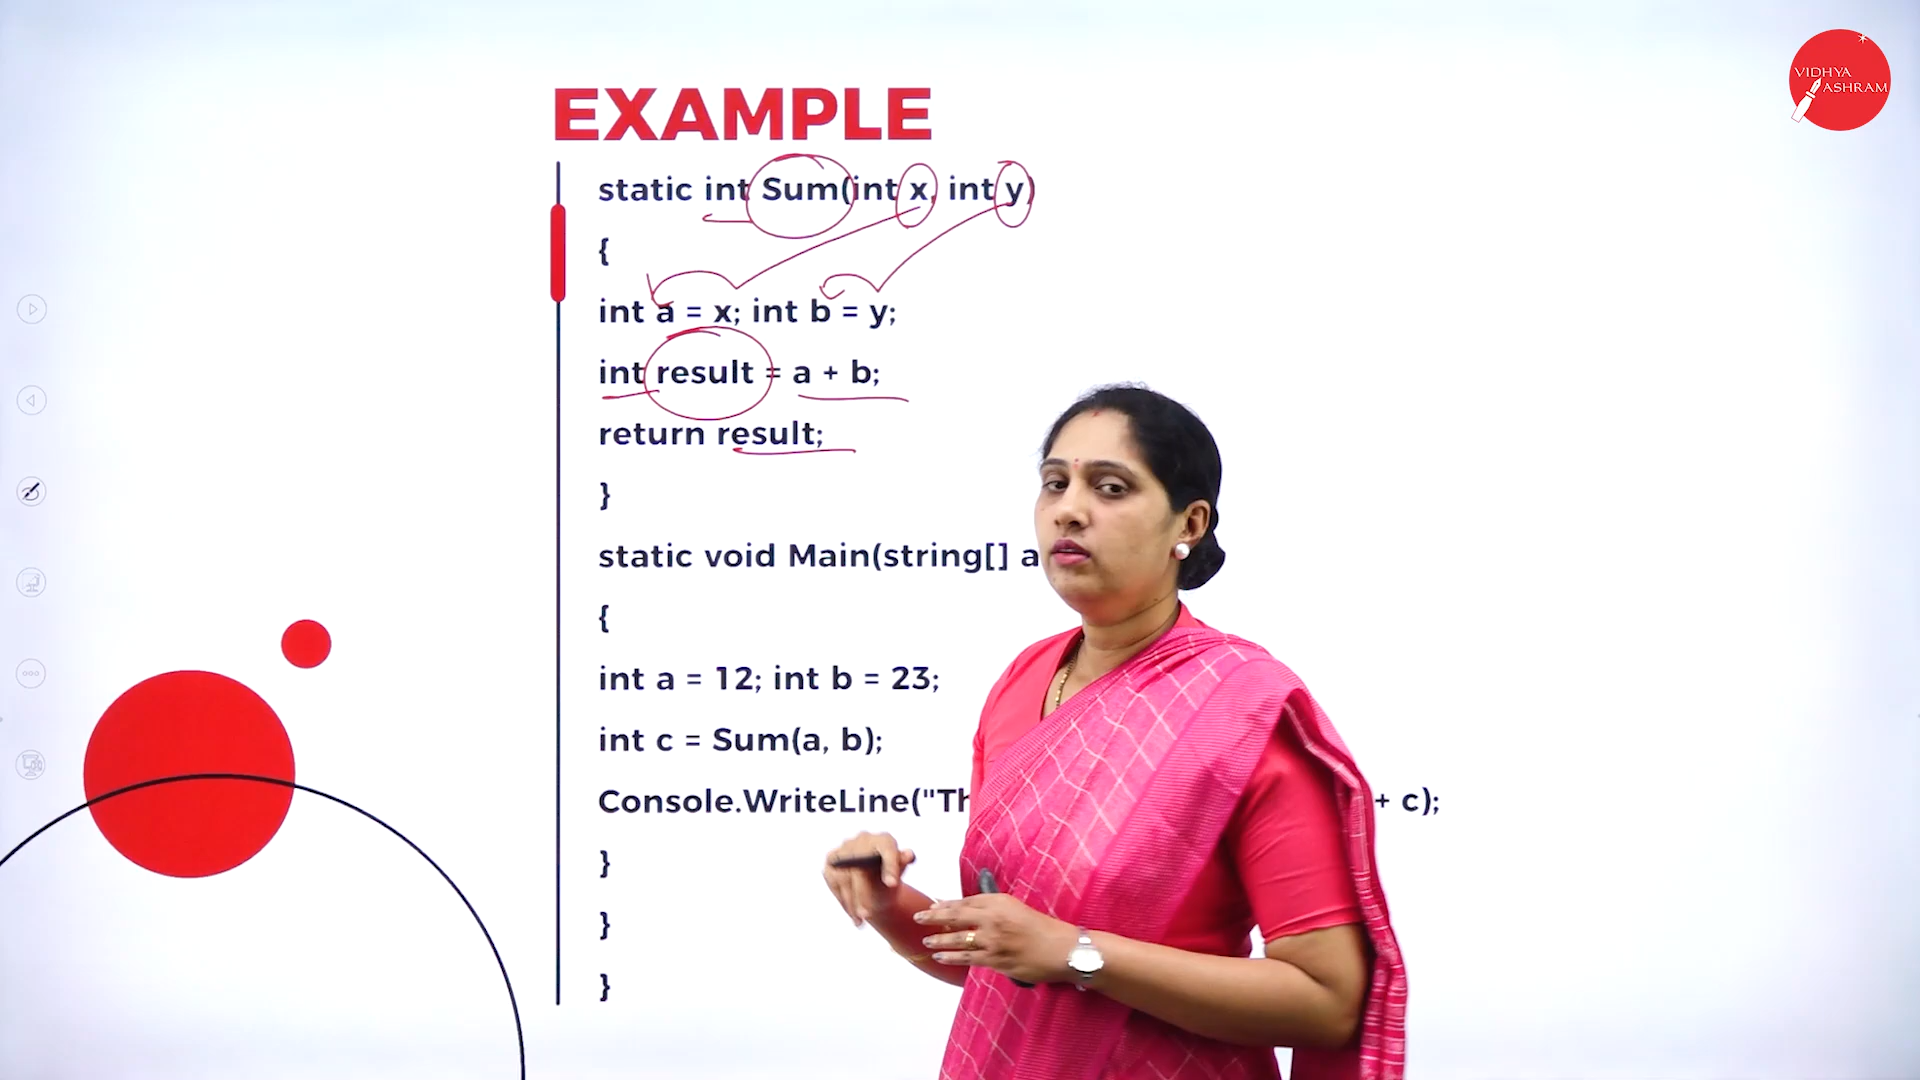 VIDHYA
ASHRAM
EXAMPLE
static int Sum(int x, int y)
{
int a = x; int b = y;
int result = a + b;
return result;
}
static void Main(string[] a
{
int a = 12; int b = 23;
int c = Sum(a, b);
Console.WriteLine("Th + c);
}
}
}